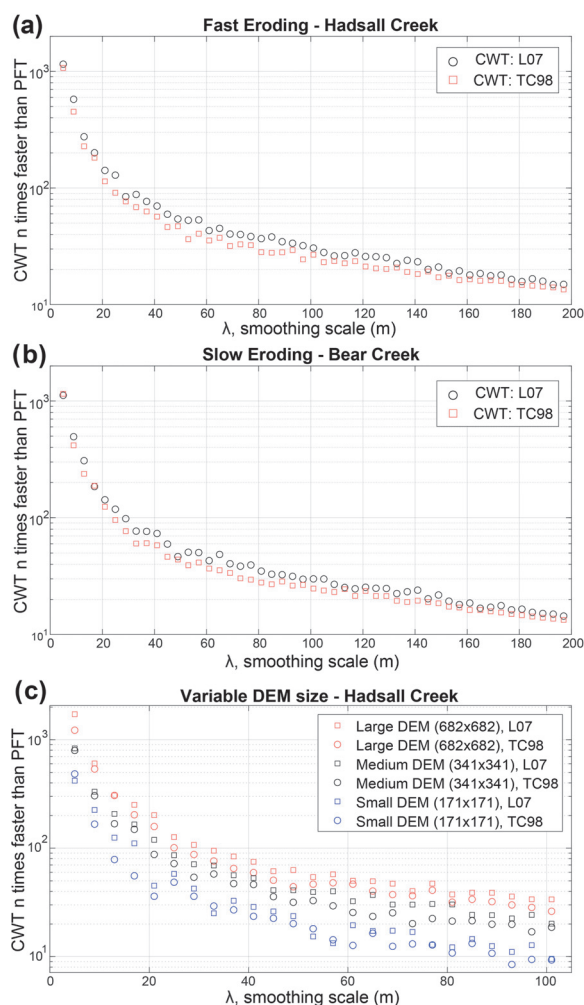 (a)
Fast Eroding - Hadsall Creek
CWT n times faster than PFT
10³
10²
10¹
CWT: L07
CWT: TC98
0 20 40 60 80 100 120 140 160 180 200
λ, smoothing scale (m)
(b)
Slow Eroding - Bear Creek
CWT n times faster than PFT
10³
10²
10¹
CWT: L07
CWT: TC98
0 20 40 60 80 100 120 140 160 180 200
λ, smoothing scale (m)
(c)
Variable DEM size - Hadsall Creek
CWT n times faster than PFT
10³
10²
10¹
Large DEM (682x682), L07
Large DEM (682x682), TC98
Medium DEM (341x341), L07
Medium DEM (341x341), TC98
Small DEM (171x171), L07
Small DEM (171x171), TC98
0 20 40 60 80 100
λ, smoothing scale (m)